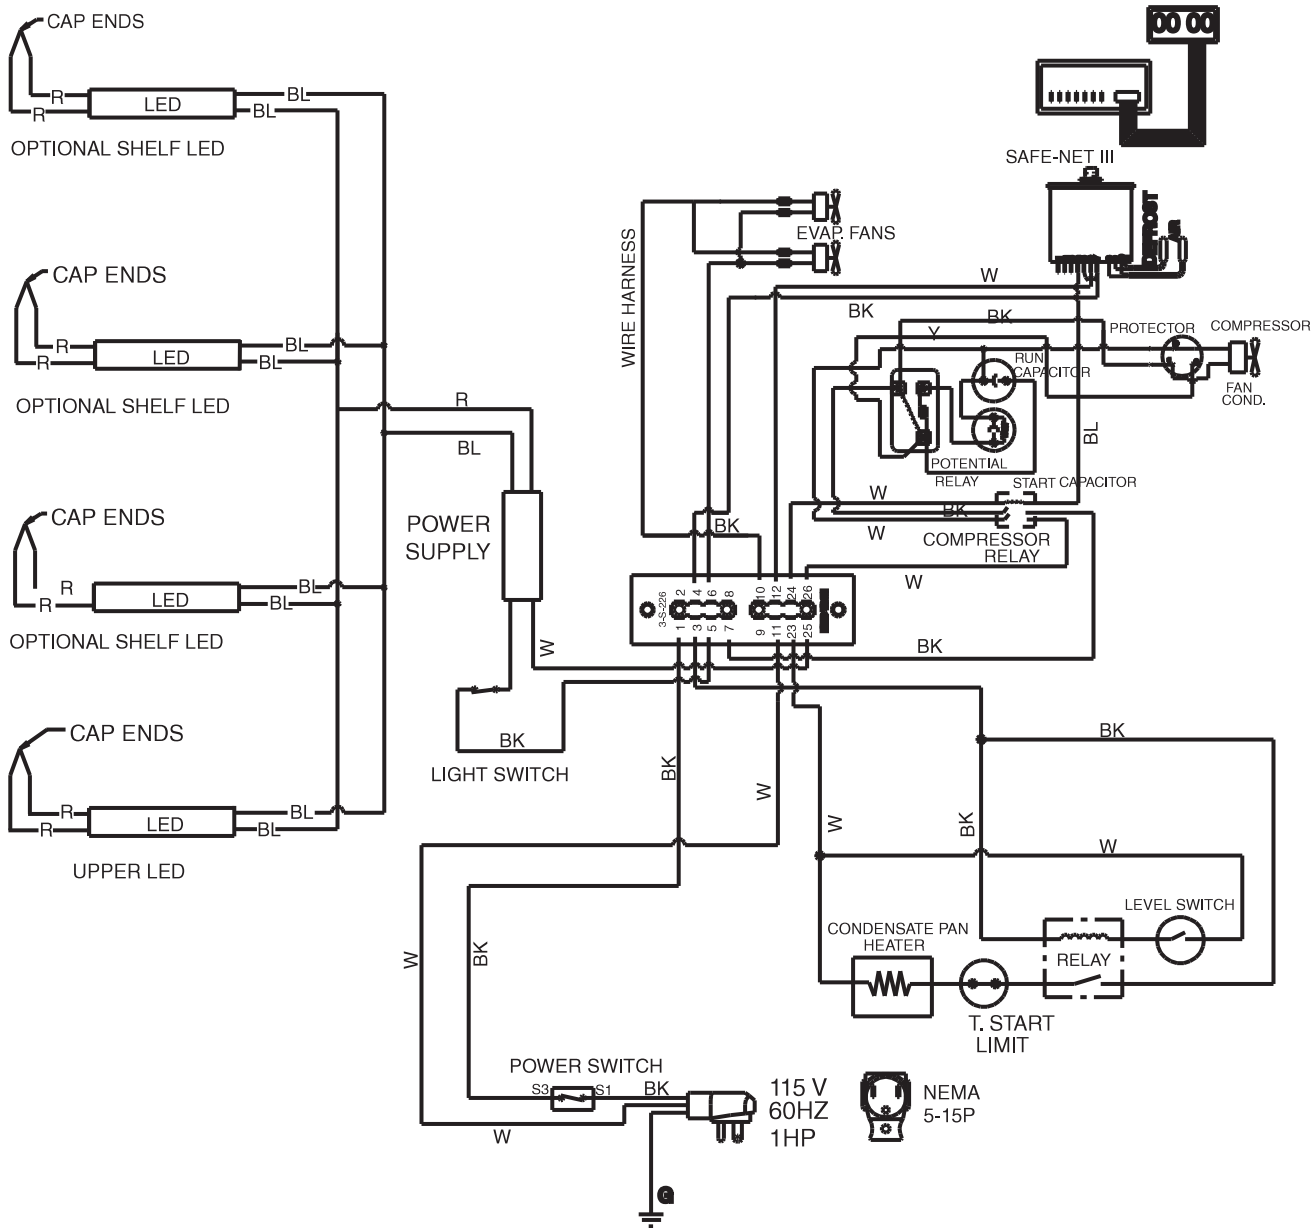 CAP ENDS
R
R
LED
BL
BL
OPTIONAL SHELF LED
CAP ENDS
R
R
LED
BL
BL
OPTIONAL SHELF LED
R
BL
CAP ENDS
R
R
LED
BL
BL
OPTIONAL SHELF LED
CAP ENDS
R
R
LED
BL
BL
UPPER LED
POWER
SUPPLY
W
BK
LIGHT SWITCH
00 00
SAFE-NET III
DEFROST
AIR
WIRE HARNESS
EVAP. FANS
W
BK
BK
Y
PROTECTOR
COMPRESSOR
RUN
CAPACITOR
FAN
COND.
BL
POTENTIAL
RELAY
START CAPACITOR
W
BK
W
COMPRESSOR
RELAY
W
BK
3-S-226
2 4 6 8 10 12 24 26
1 3 5 7 9 11 23 25
BK
BK
W
BK
W
BK
W
LEVEL SWITCH
CONDENSATE PAN
HEATER
RELAY
T. START
LIMIT
W
BK
POWER SWITCH
S3
S1
BK
W
115 V
60HZ
1HP
NEMA
5-15P
G